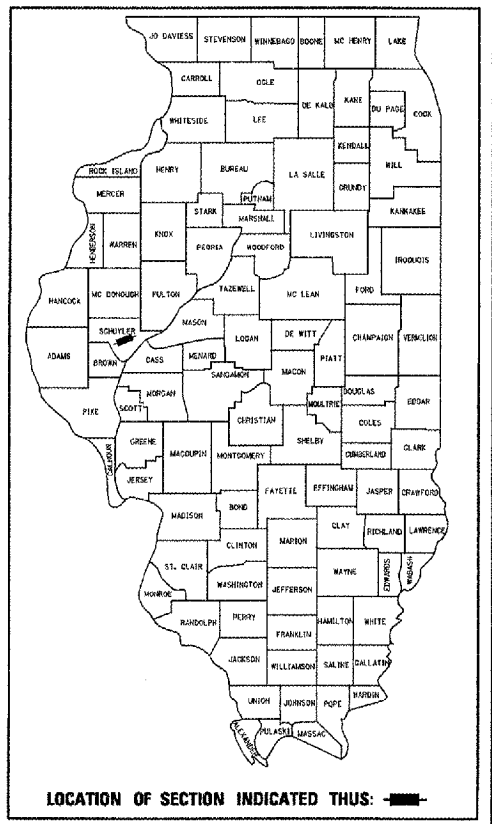 JO DAVIESS
STEVENSON
WINNEBAGO
BOONE
MC HENRY
LAKE
CARROLL
OGLE
DE KALB
KANE
DU PAGE
COOK
WHITESIDE
LEE
KENDALL
WILL
ROCK ISLAND
HENRY
BUREAU
LA SALLE
GRUNDY
MERCER
PUTNAM
STARK
MARSHALL
KANKAKEE
HENDERSON
WARREN
KNOX
PEORIA
WOODFORD
LIVINGSTON
IROQUOIS
HANCOCK
MC DONOUGH
FULTON
TAZEWELL
MC LEAN
FORD
MASON
SCHUYLER
LOGAN
DE WITT
CHAMPAIGN
VERMILION
ADAMS
BROWN
CASS
MENARD
PIATT
MACON
SANGAMON
MORGAN
DOUGLAS
EDGAR
PIKE
SCOTT
CHRISTIAN
MOULTRIE
COLES
GREENE
MACOUPIN
MONTGOMERY
SHELBY
CUMBERLAND
CLARK
CALHOUN
JERSEY
FAYETTE
EFFINGHAM
JASPER
CRAWFORD
MADISON
BOND
CLAY
RICHLAND
LAWRENCE
CLINTON
MARION
ST. CLAIR
WAYNE
EDWARDS
WABASH
WASHINGTON
JEFFERSON
MONROE
RANDOLPH
PERRY
HAMILTON
WHITE
FRANKLIN
JACKSON
WILLIAMSON
SALINE
GALLATIN
UNION
JOHNSON
POPE
HARDIN
ALEXANDER
PULASKI
MASSAC
LOCATION OF SECTION INDICATED THUS: